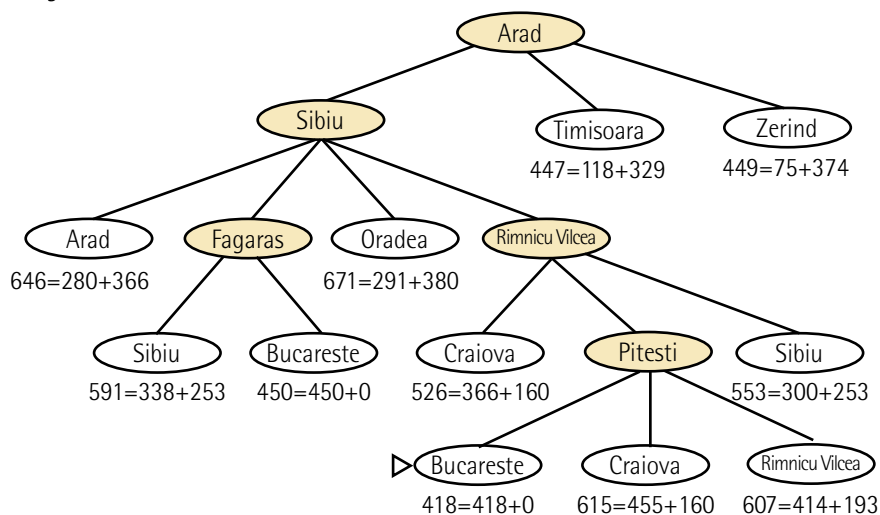 Arad
Sibiu
Timisoara
Zerind
447=118+329
449=75+374
Arad
Fagaras
Oradea
Rimnicu Vilcea
646=280+366
671=291+380
Sibiu
Bucareste
Craiova
Pitesti
Sibiu
591=338+253
450=450+0
526=366+160
553=300+253
Bucareste
Craiova
Rimnicu Vilcea
418=418+0
615=455+160
607=414+193